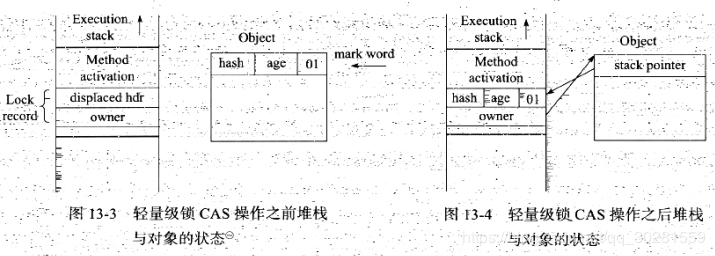 Execution
stack
Method
activation
Lock
record
displaced hdr
owner
Object
hash age 01
mark word
图 13-3 轻量级锁 CAS 操作之前堆栈
与对象的状态㊀
Execution
stack
Method
activation
hash age 01
owner
Object
stack pointer
图 13-4 轻量级锁 CAS 操作之后堆栈
与对象的状态